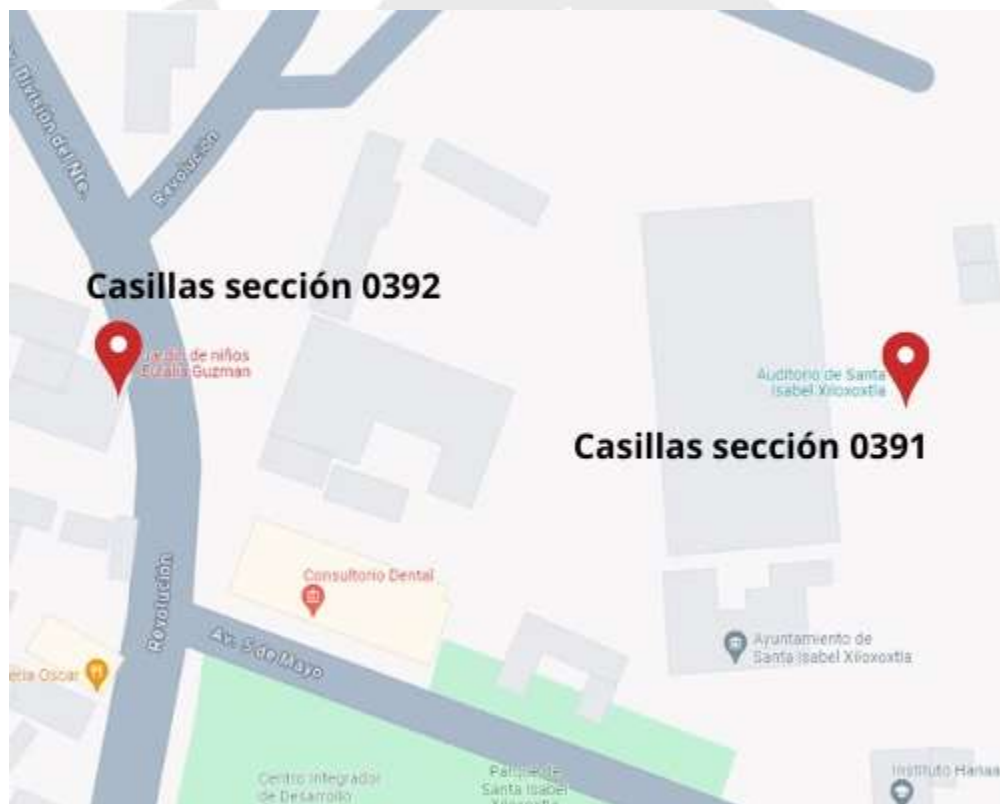 Av. División del Nte.
Revolución
Casillas sección 0392
Jardín de niños
Guzman
Auditorio de Santa
Isabel Xiloxoxtla
Casillas sección 0391
Consultorio Dental
Revolución
Av. 5 de Mayo
Ayuntamiento de
Santa Isabel Xiloxoxtla
Oscar
Centro Integrador
de Desarrollo
Parque de
Santa Isabel
Xiloxoxtla
Instituto Hanaa